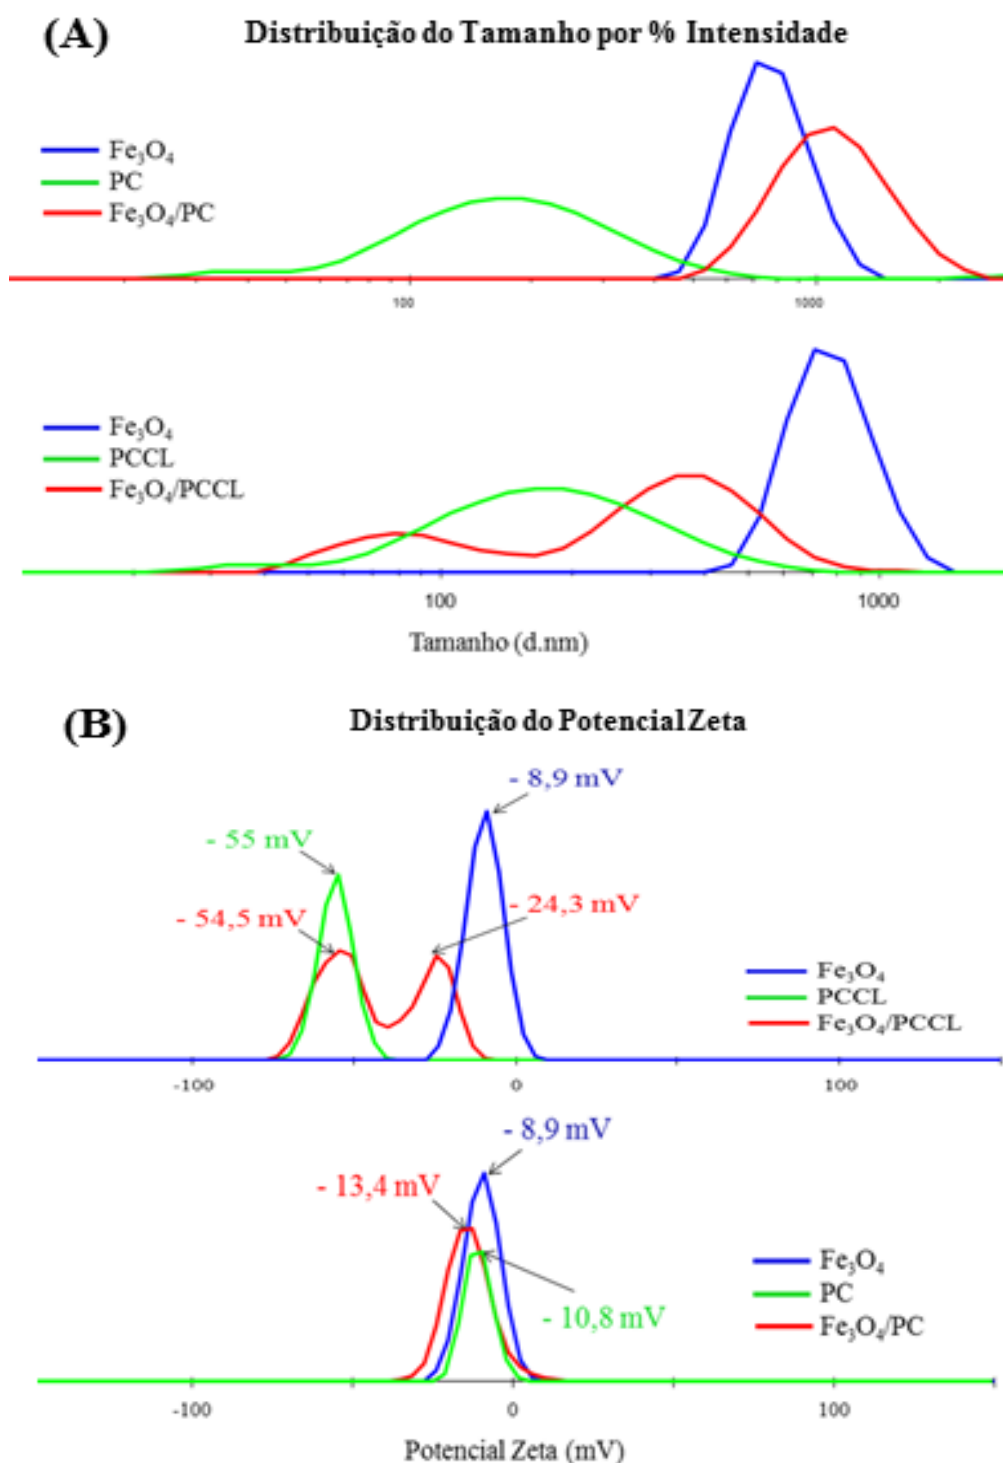 (A) Distribuição do Tamanho por % Intensidade
Fe₃O₄
PC
Fe₃O₄/PC
100 1000
Fe₃O₄
PCCL
Fe₃O₄/PCCL
100 1000
Tamanho (d.nm)
(B) Distribuição do Potencial Zeta
- 8,9 mV
- 55 mV
- 54,5 mV
- 24,3 mV
Fe₃O₄
PCCL
Fe₃O₄/PCCL
-100 0 100
- 8,9 mV
- 13,4 mV
- 10,8 mV
Fe₃O₄
PC
Fe₃O₄/PC
-100 0 100
Potencial Zeta (mV)